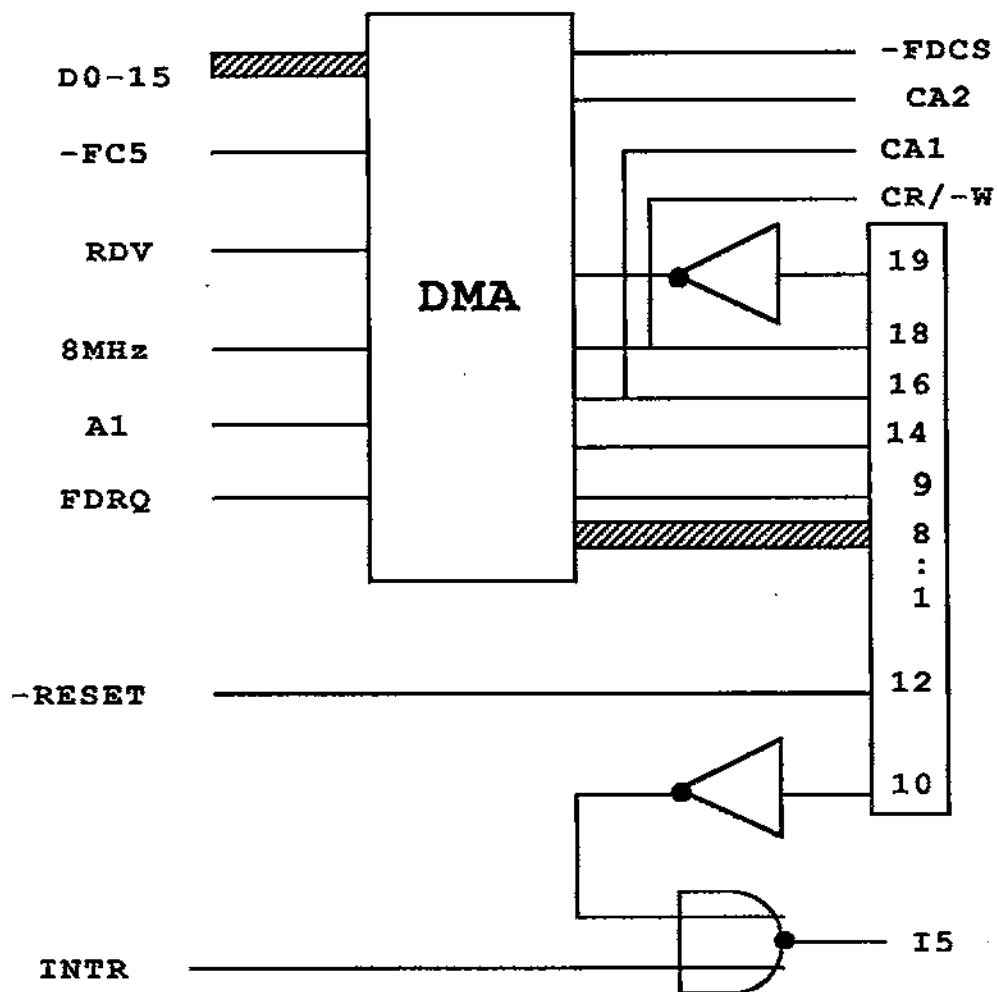 D0-15
-FC5
RDV
8MHz
A1
FDRQ
DMA
-FDCS
CA2
CA1
CR/-W
19
18
16
14
9
8
:
1
12
10
-RESET
INTR
I5